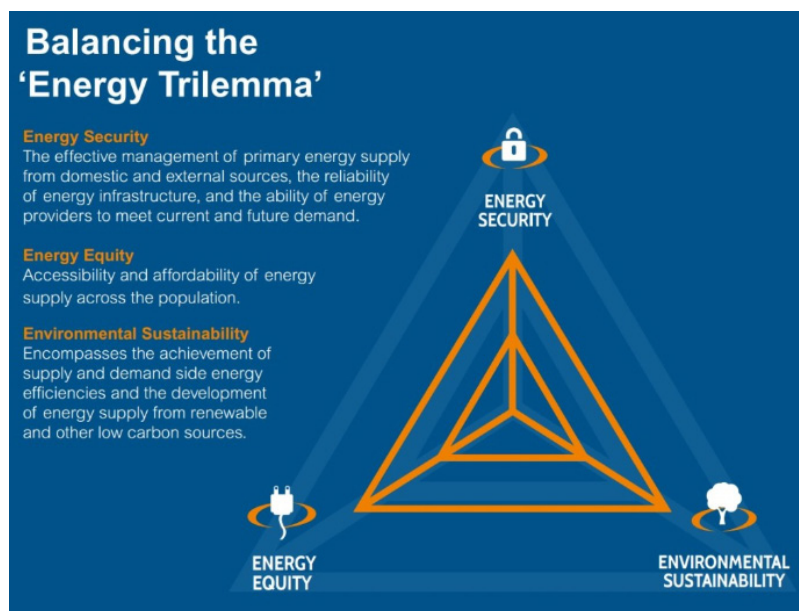 Balancing the
‘Energy Trilemma’
Energy Security
The effective management of primary energy supply
from domestic and external sources, the reliability
of energy infrastructure, and the ability of energy
providers to meet current and future demand.
Energy Equity
Accessibility and affordability of energy
supply across the population.
Environmental Sustainability
Encompasses the achievement of
supply and demand side energy
efficiencies and the development
of energy supply from renewable
and other low carbon sources.
ENERGY
SECURITY
ENERGY
EQUITY
ENVIRONMENTAL
SUSTAINABILITY